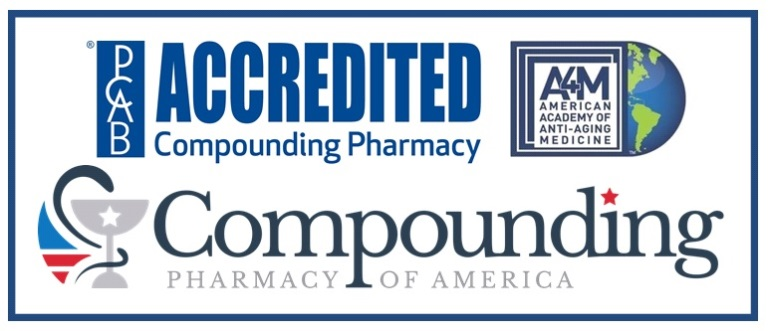 ® PCAB
ACCREDITED
Compounding Pharmacy
A4M
AMERICAN
ACADEMY OF
ANTI-AGING
MEDICINE
Compounding
PHARMACY OF AMERICA